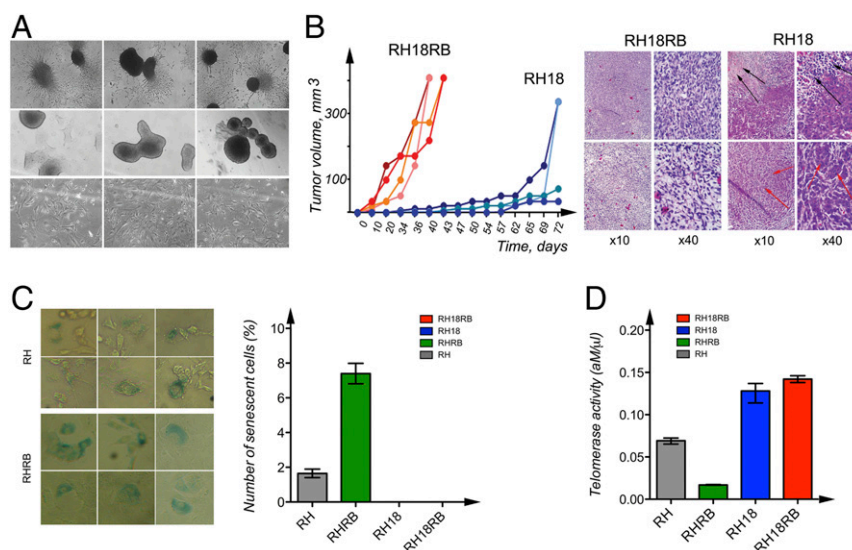 A
B
RH18RB
RH18
Tumor volume, mm 3
300
100
0
10
20
34
36
40
43
47
50
54
57
62
65
69
72
Time, days
RH18RB
RH18
x10
x40
x10
x40
C
RH
RHRB
Number of senescent cells (%)
10
8
6
4
2
0
RH18RB
RH18
RHRB
RH
RH
RHRB
RH18
RH18RB
D
Telomerase activity (aM/µl)
0.20
0.15
0.10
0.05
0.00
RH18RB
RH18
RHRB
RH
RH
RHRB
RH18
RH18RB